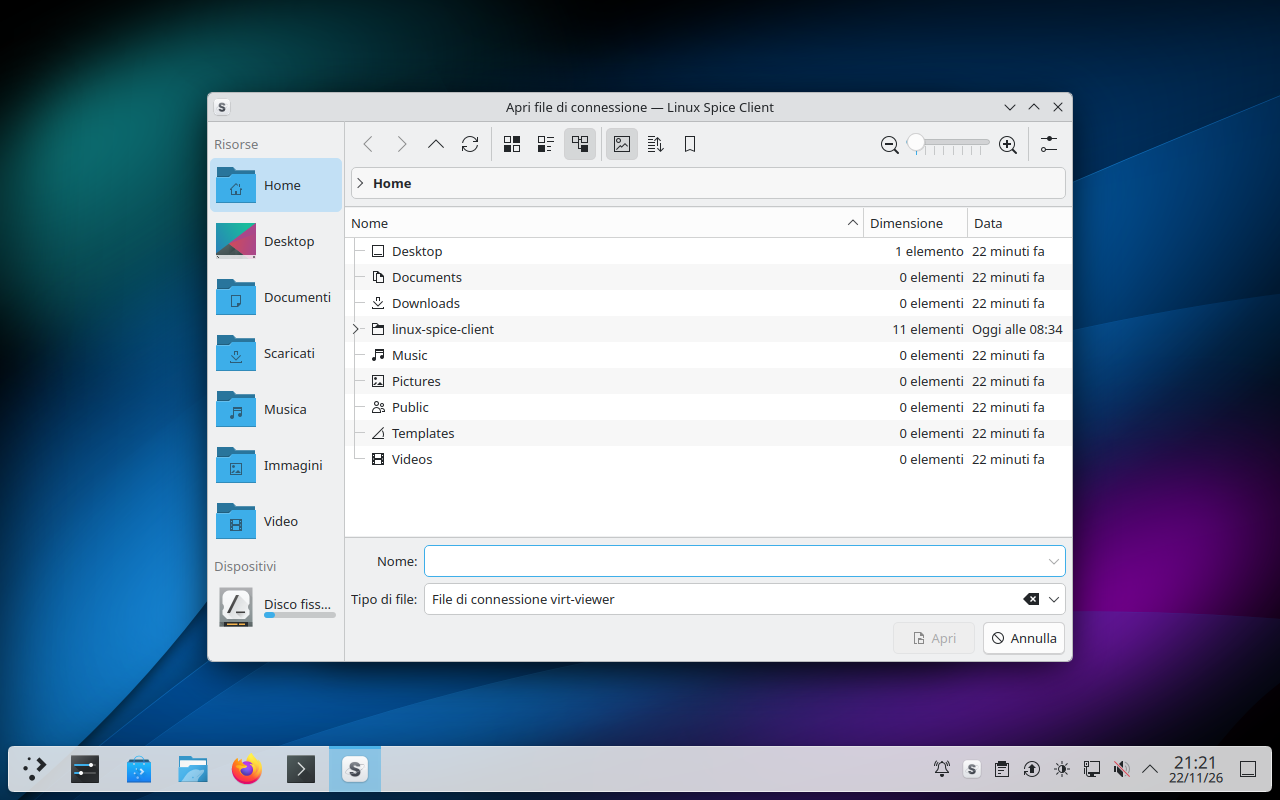 S
Apri file di connessione — Linux Spice Client
Risorse
Home
Desktop
Documenti
Scaricati
Musica
Immagini
Video
Dispositivi
Disco fiss...
Home
Nome Dimensione Data
Desktop 1 elemento 22 minuti fa
Documents 0 elementi 22 minuti fa
Downloads 0 elementi 22 minuti fa
linux-spice-client 11 elementi Oggi alle 08:34
Music 0 elementi 22 minuti fa
Pictures 0 elementi 22 minuti fa
Public 0 elementi 22 minuti fa
Templates 0 elementi 22 minuti fa
Videos 0 elementi 22 minuti fa
Nome:
Tipo di file: File di connessione virt-viewer
Apri Annulla
S S 21:21
22/11/26